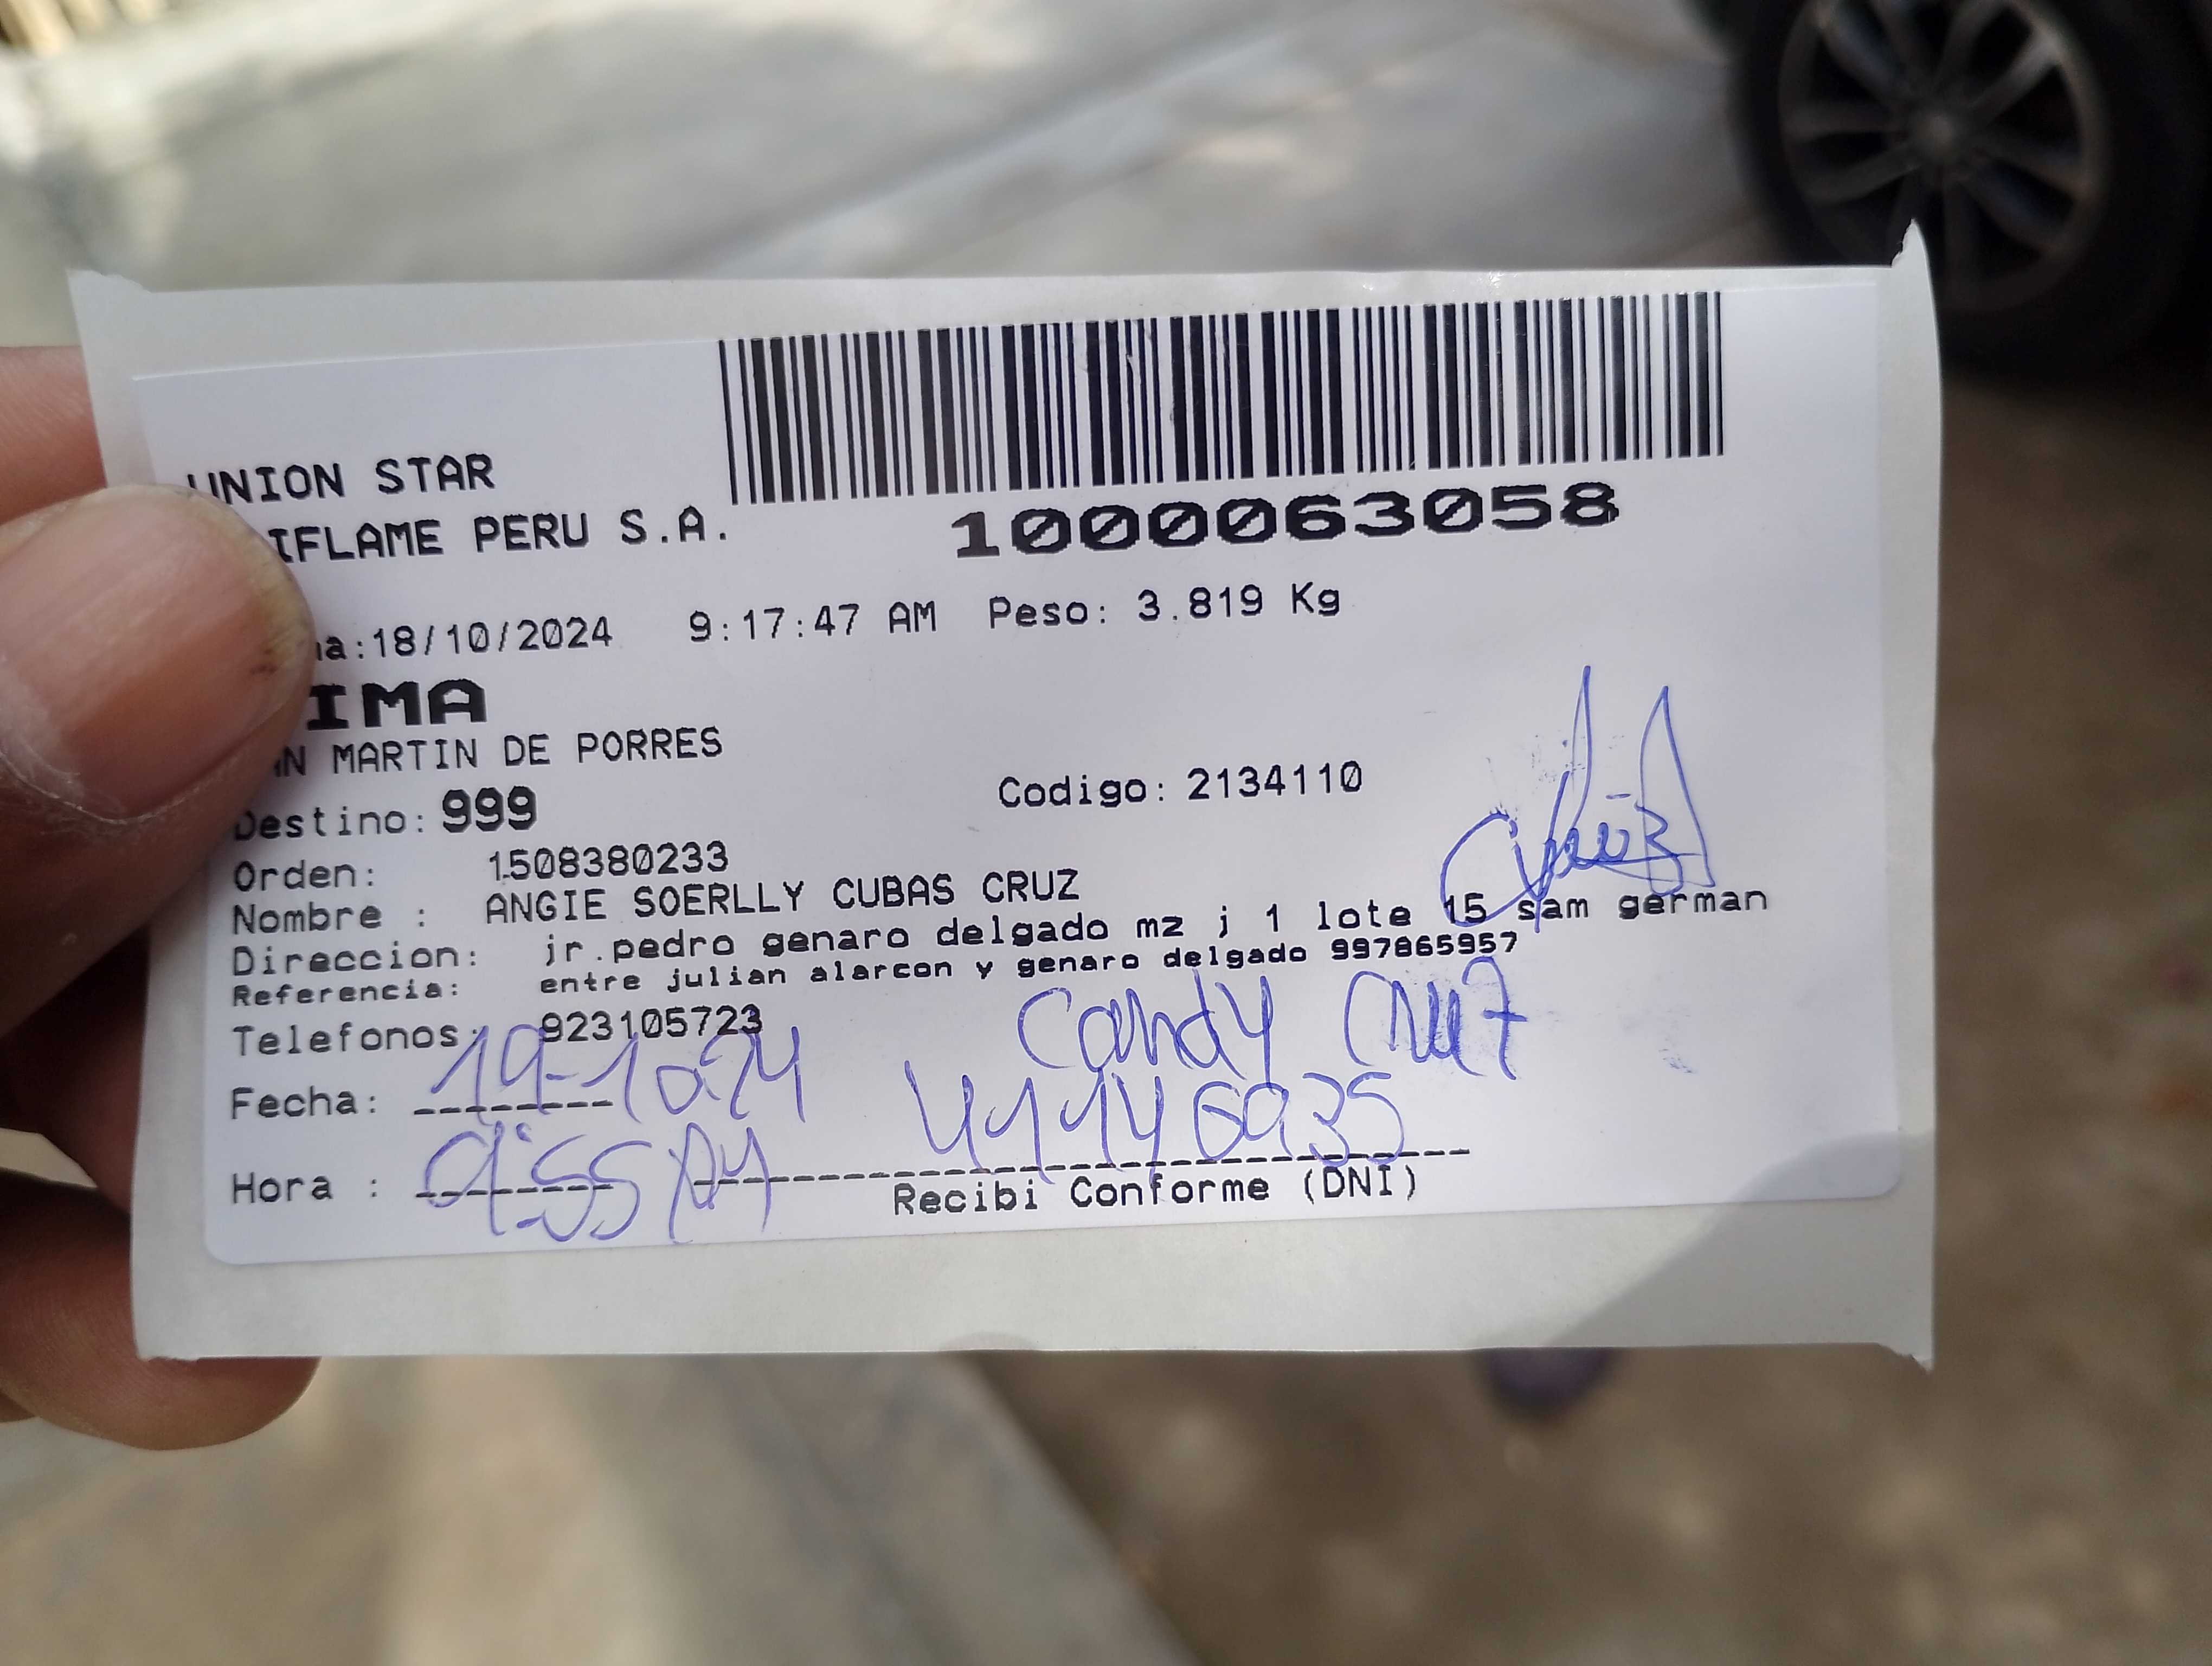 UNION STAR
IFLAME PERU S.A.
1000063058
a:18/10/2024 9:17:47 AM Peso: 3.819 Kg
IMA
N MARTIN DE PORRES
Destino: 999
Codigo: 2134110
Orden: 1508380233
Nombre : ANGIE SOERLLY CUBAS CRUZ
Direccion: jr.pedro genaro delgado mz j 1 lote 15 sam german
Referencia: entre julian alarcon y genaro delgado 997865957
Telefonos: 923105723
Candy Cruz
Fecha: 19-10-24
Hora : 9:55 AM
Recibi Conforme (DNI)